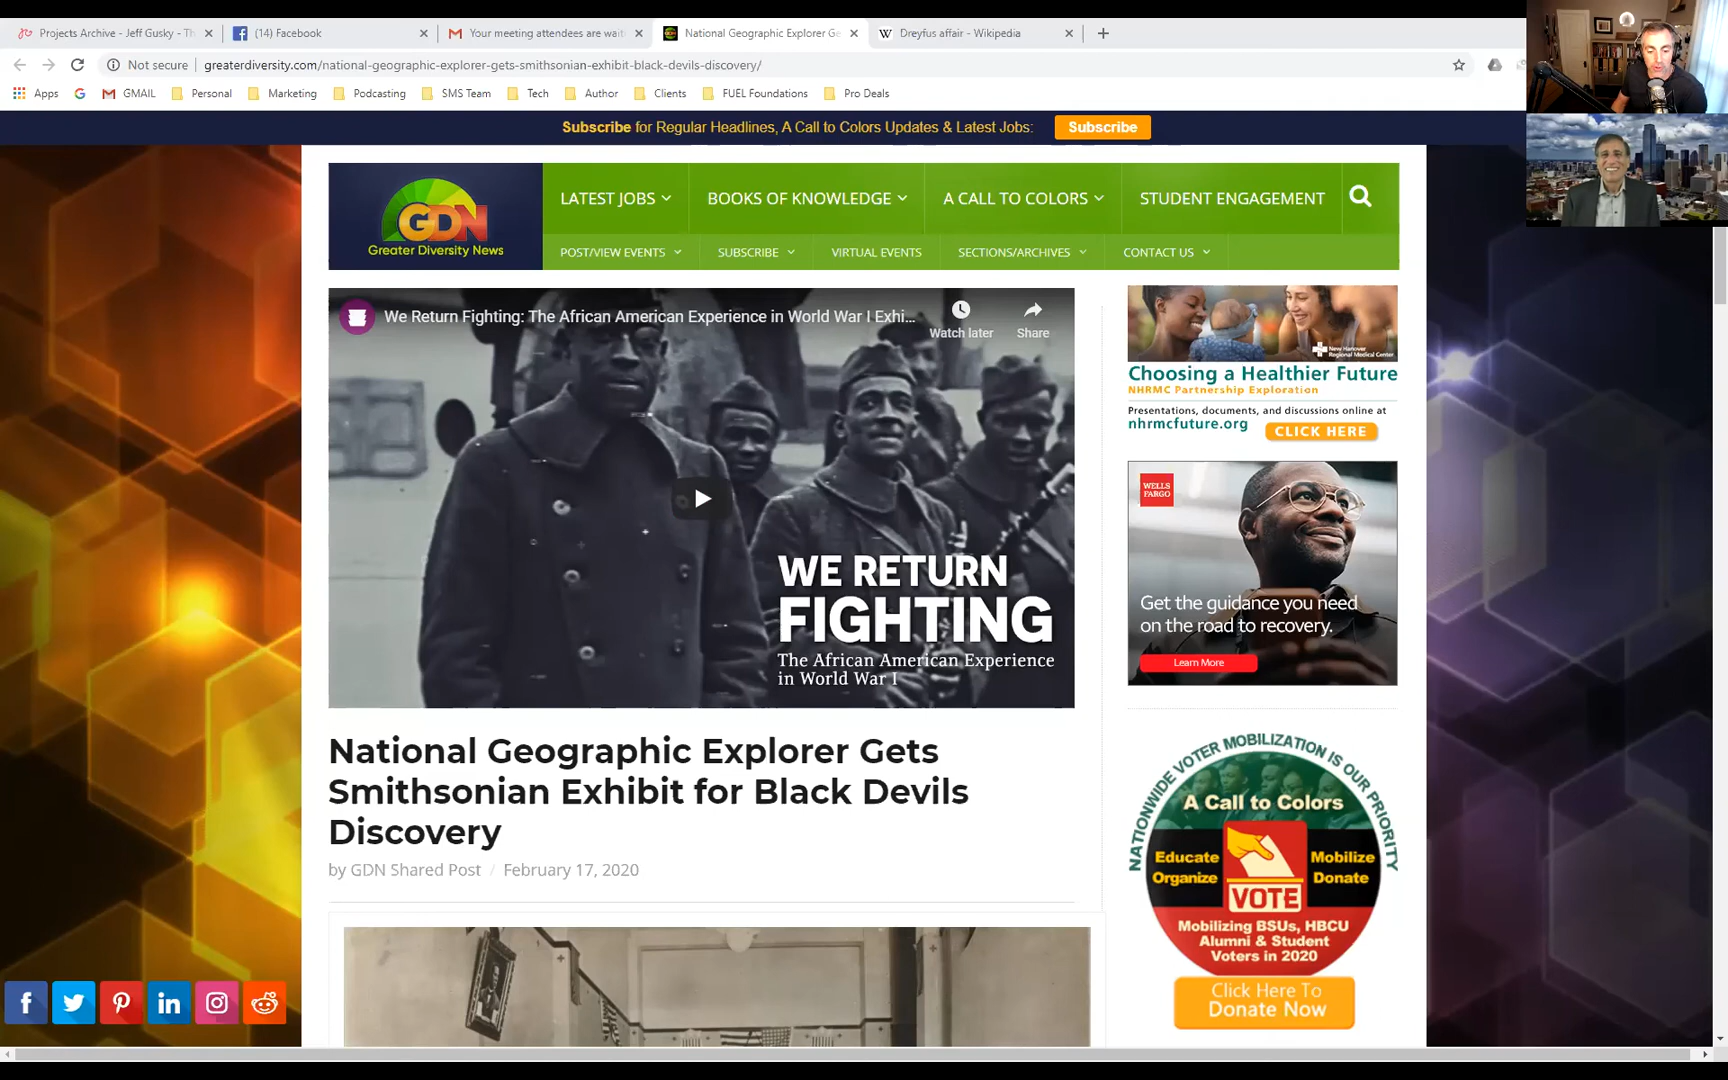 Projects Archive - Jeff Gusky - Th
(14) Facebook
Your meeting attendees are wait
National Geographic Explorer Ge
W Dreyfus affair - Wikipedia
Not secure
greaterdiversity.com/national-geographic-explorer-gets-smithsonian-exhibit-black-devils-discovery/
Apps
GMAIL
Personal
Marketing
Podcasting
SMS Team
Tech
Author
Clients
FUEL Foundations
Pro Deals
Subscribe for Regular Headlines, A Call to Colors Updates & Latest Jobs:
Subscribe
GDN
Greater Diversity News
LATEST JOBS
BOOKS OF KNOWLEDGE
A CALL TO COLORS
STUDENT ENGAGEMENT
POST/VIEW EVENTS
SUBSCRIBE
VIRTUAL EVENTS
SECTIONS/ARCHIVES
CONTACT US
We Return Fighting: The African American Experience in World War I Exhi...
Watch later
Share
WE RETURN
FIGHTING
The African American Experience
in World War I
New Hanover
Regional Medical Center
Choosing a Healthier Future
NHRMC Partnership Exploration
Presentations, documents, and discussions online at
nhrmcfuture.org
CLICK HERE
WELLS
FARGO
Get the guidance you need
on the road to recovery.
Learn More
National Geographic Explorer Gets
Smithsonian Exhibit for Black Devils
Discovery
by GDN Shared Post / February 17, 2020
NATIONWIDE VOTER MOBILIZATION IS OUR PRIORITY
A Call to Colors
Educate
Organize
Mobilize
Donate
VOTE
Mobilizing BSUs, HBCU
Alumni & Student
Voters in 2020
Click Here To
Donate Now